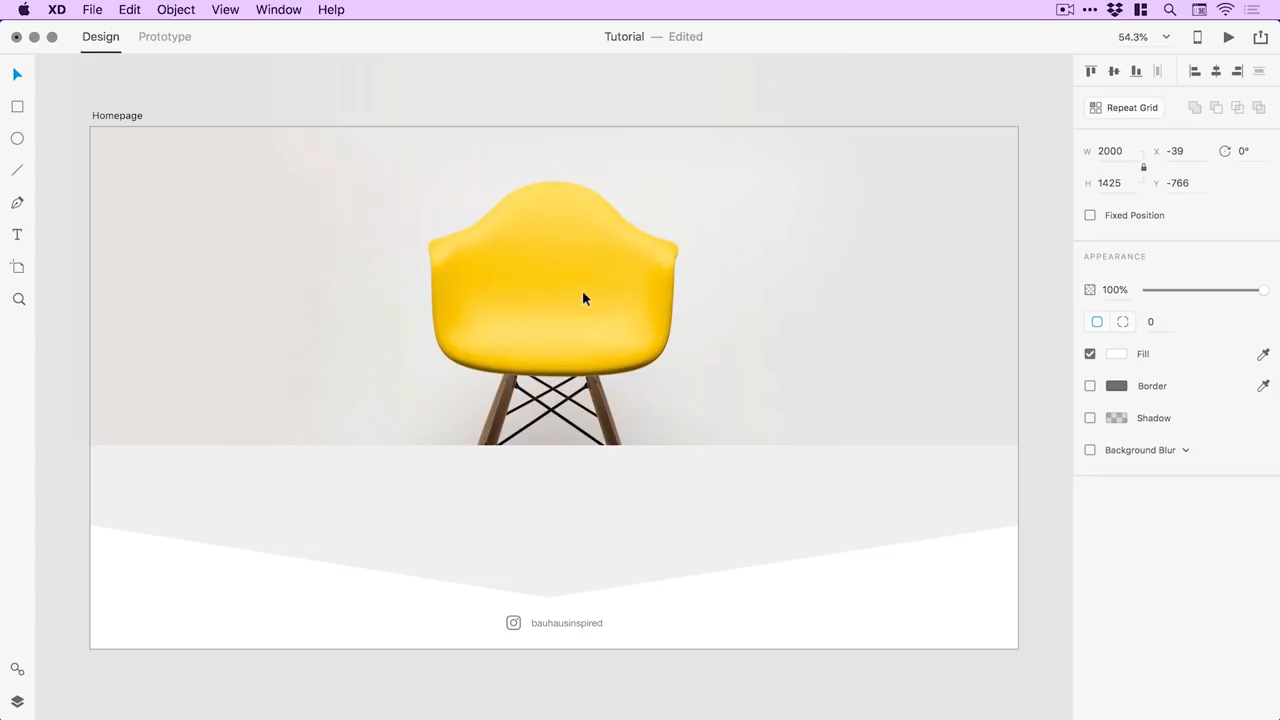 XD File Edit Object View Window Help
Design Prototype Tutorial — Edited 54.3%
Repeat Grid
Homepage
W 2000 X -39 0°
H 1425 Y -766
Fixed Position
APPEARANCE
100%
0
Fill
Border
Shadow
Background Blur
bauhausinspired